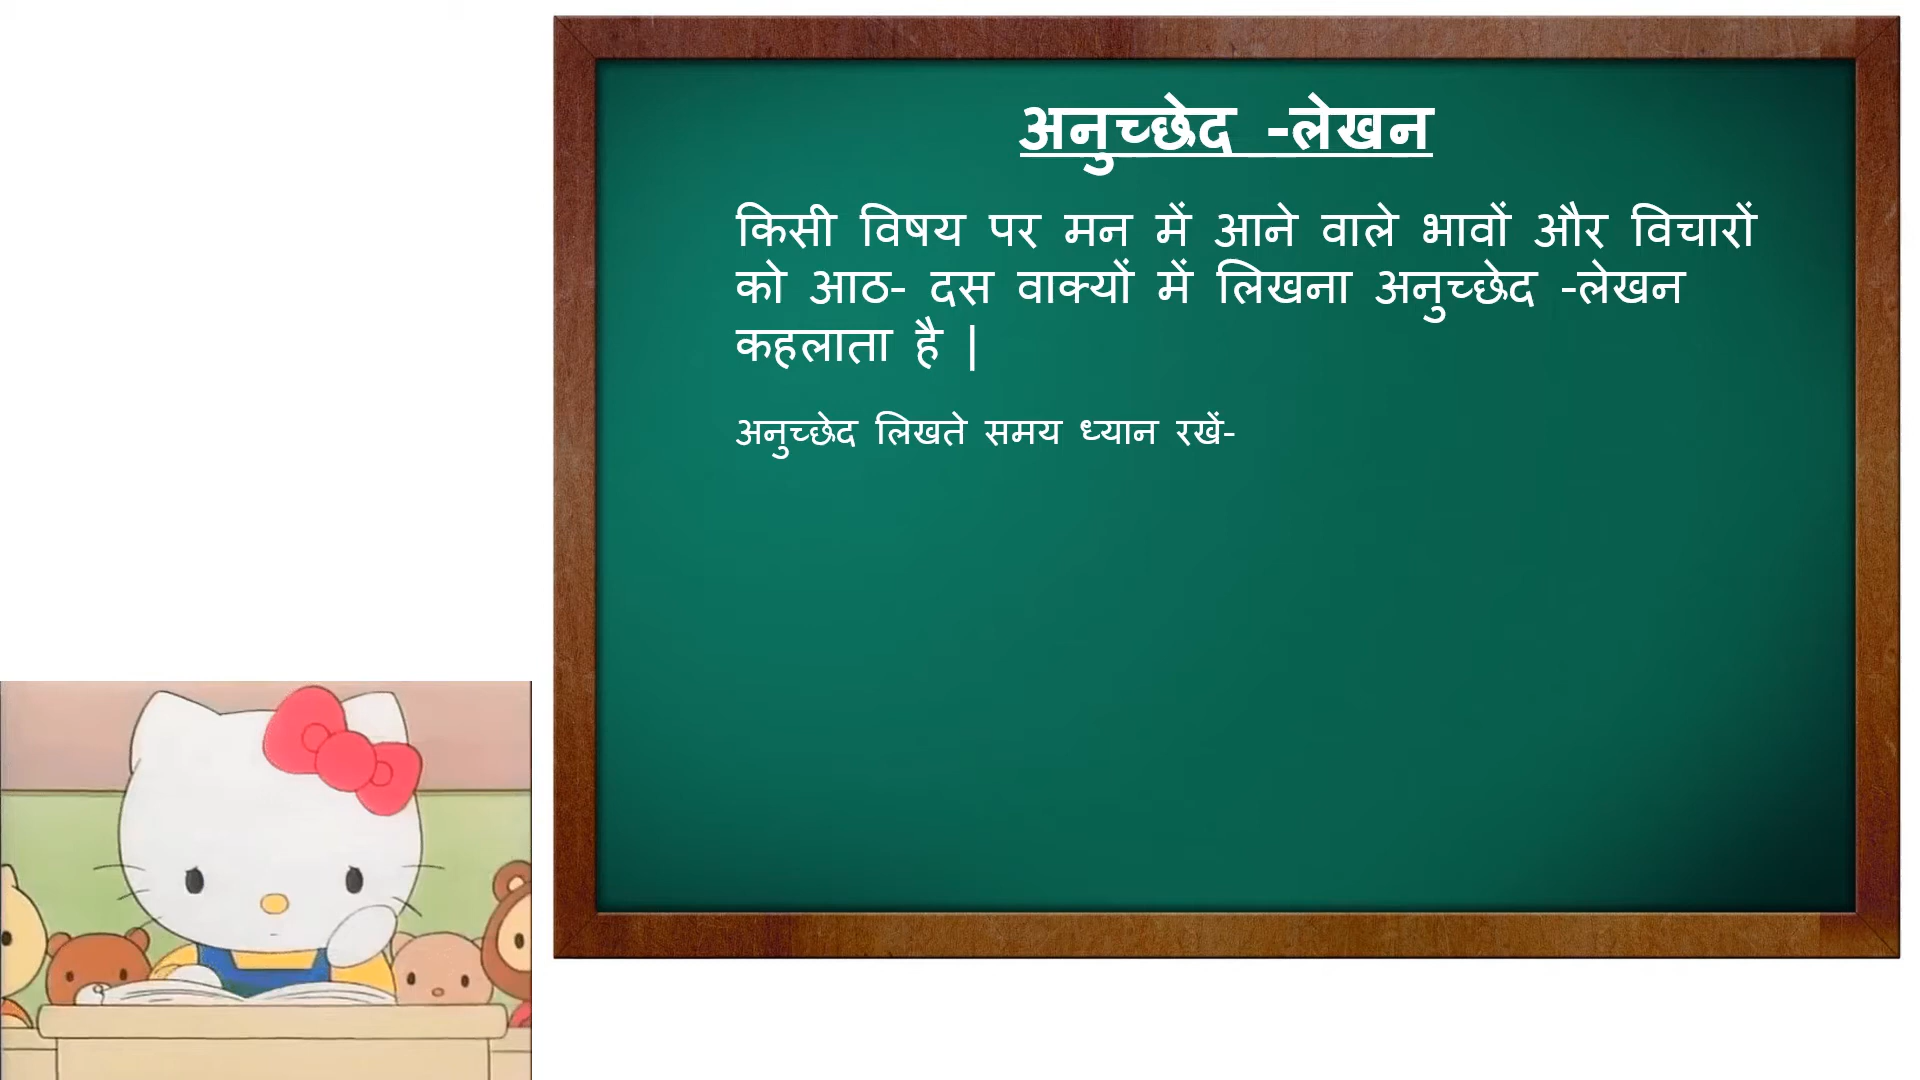 अनुच्छेद -लेखन
किसी विषय पर मन में आने वाले भावों और विचारों
को आठ- दस वाक्यों में लिखना अनुच्छेद -लेखन
कहलाता है |
अनुच्छेद लिखते समय ध्यान रखें-